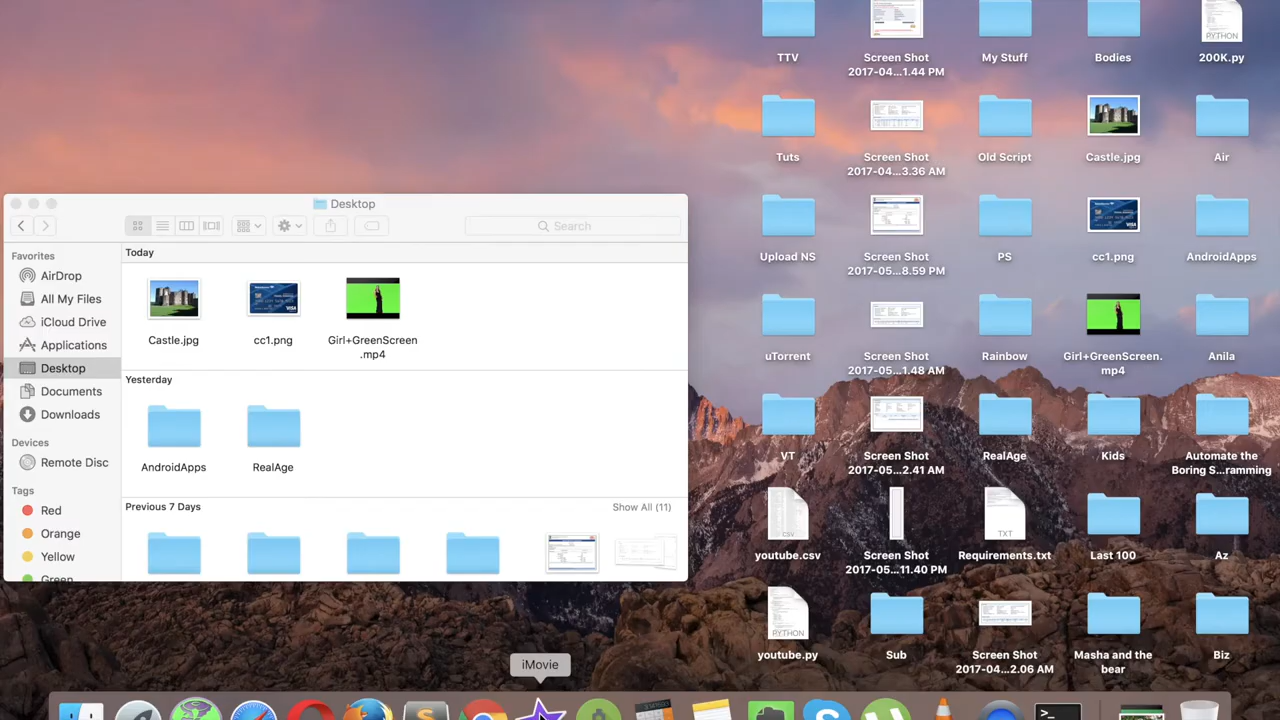 Desktop
Search
Favorites
AirDrop
All My Files
iCloud Drive
Applications
Desktop
Documents
Downloads
Devices
Remote Disc
Tags
Red
Orange
Yellow
Green
Today
Castle.jpg
cc1.png
Girl+GreenScreen
.mp4
Yesterday
AndroidApps
RealAge
Previous 7 Days
Show All (11)
TTV
Screen Shot
2017-04...1.44 PM
My Stuff
Bodies
PYTHON
200K.py
Tuts
Screen Shot
2017-04...3.36 AM
Old Script
Castle.jpg
Air
Upload NS
Screen Shot
2017-05...8.59 PM
PS
cc1.png
AndroidApps
uTorrent
Screen Shot
2017-05...1.48 AM
Rainbow
Girl+GreenScreen.
mp4
Anila
VT
Screen Shot
2017-05...2.41 AM
RealAge
Kids
Automate the
Boring S...ramming
CSV
youtube.csv
Screen Shot
2017-05...11.40 PM
TXT
Requirements.txt
Last 100
Az
PYTHON
youtube.py
Sub
Screen Shot
2017-04...2.06 AM
Masha and the
bear
Biz
iMovie